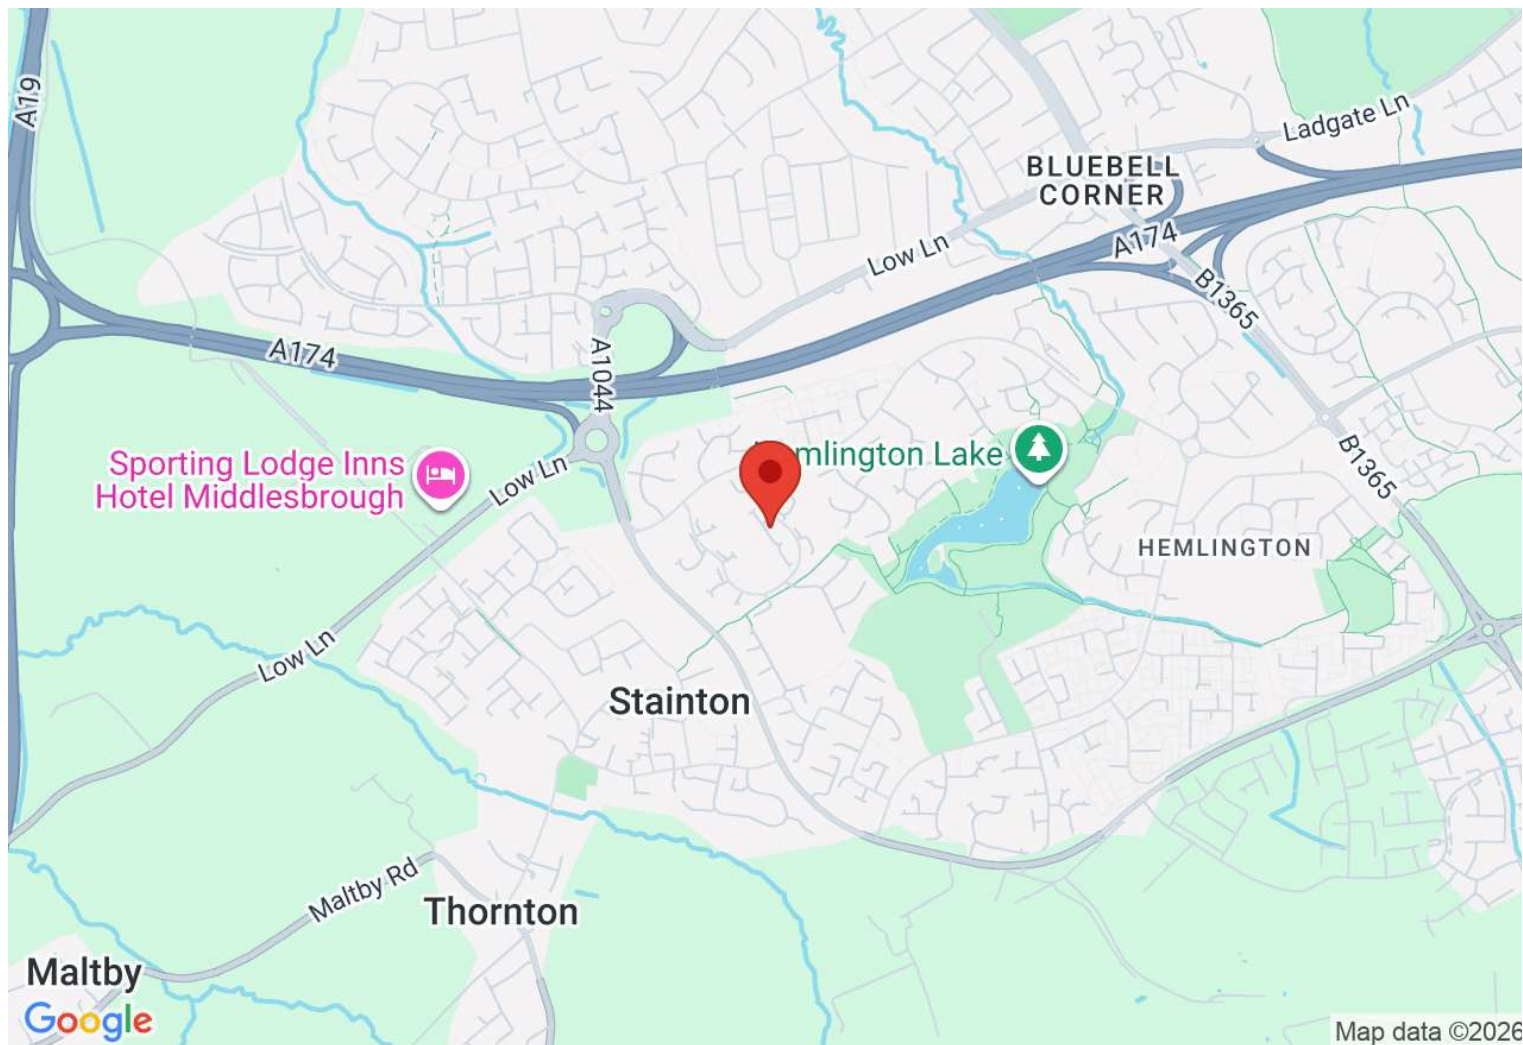 A19
Ladgate Ln
BLUEBELL
CORNER
A174
Low Ln
B1365
A174
A1044
Sporting Lodge Inns
Hotel Middlesbrough
Low Ln
mlington Lake
B1365
HEMLINGTON
Low Ln
Stainton
Maltby Rd
Thornton
Maltby
Google
Map data ©2026